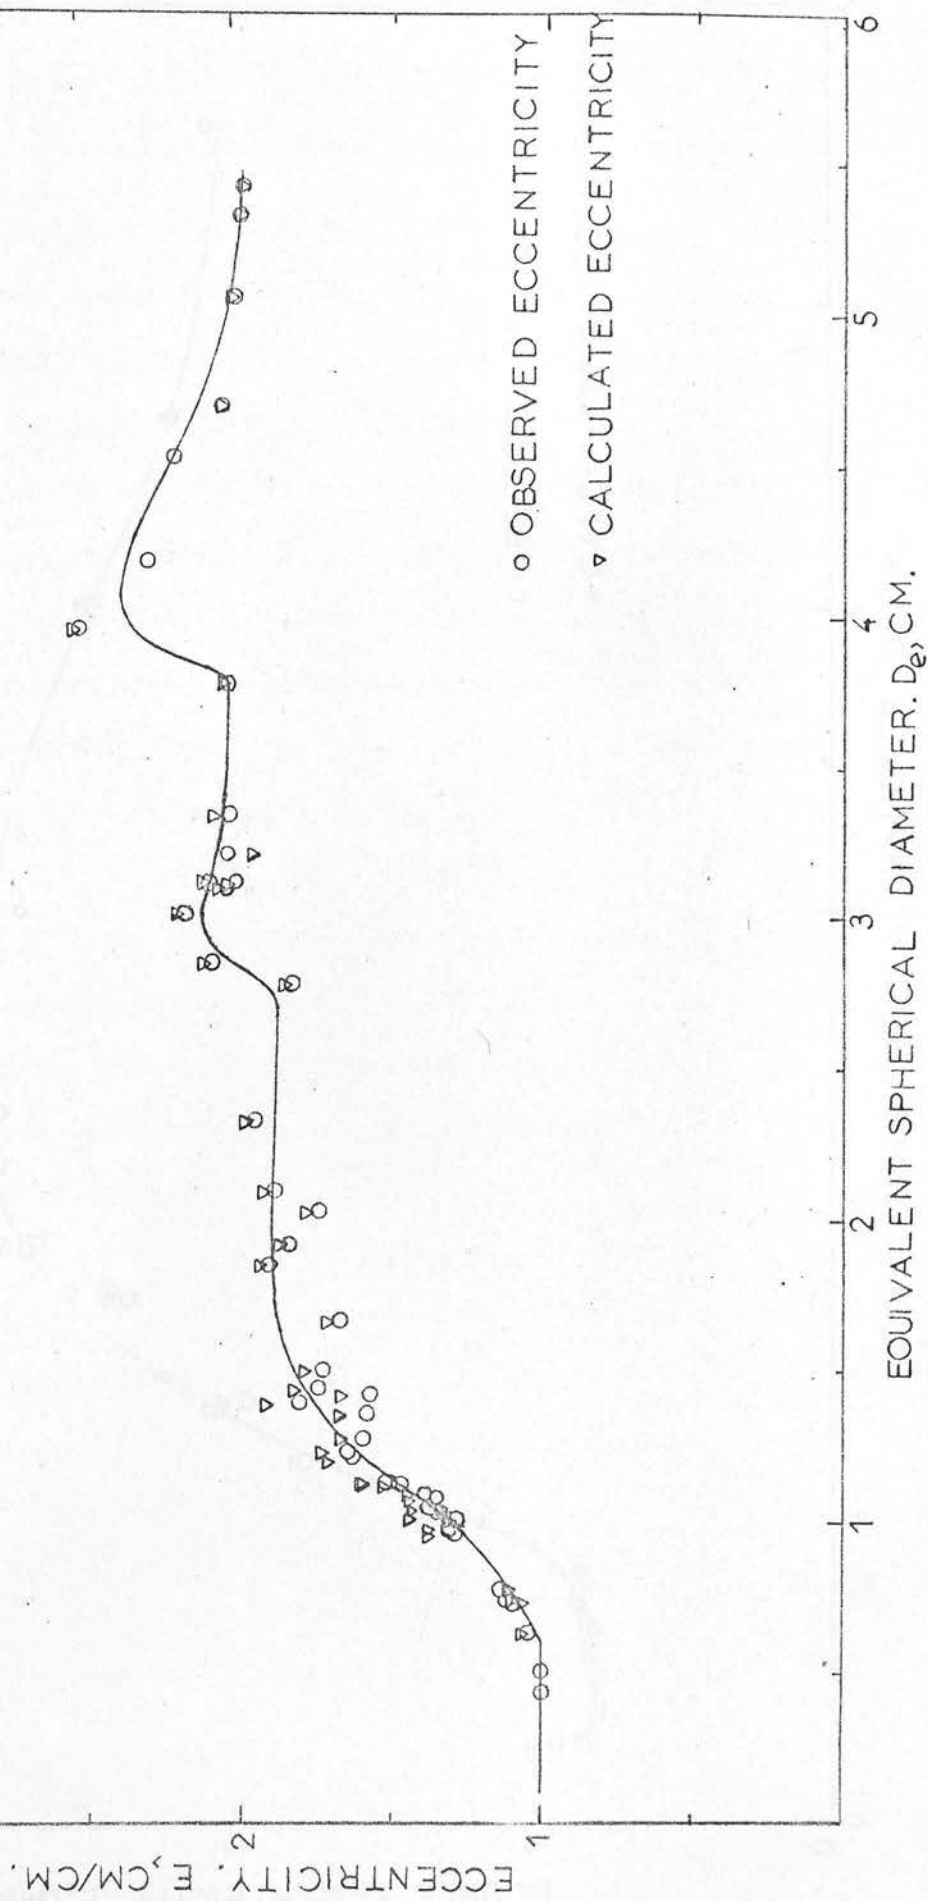 ECCENTRICITY. E, CM/CM.
2
1
O OBSERVED ECCENTRICITY
▽ CALCULATED ECCENTRICITY
1
2
3
4
5
6
EQUIVALENT SPHERICAL DIAMETER. De, CM.